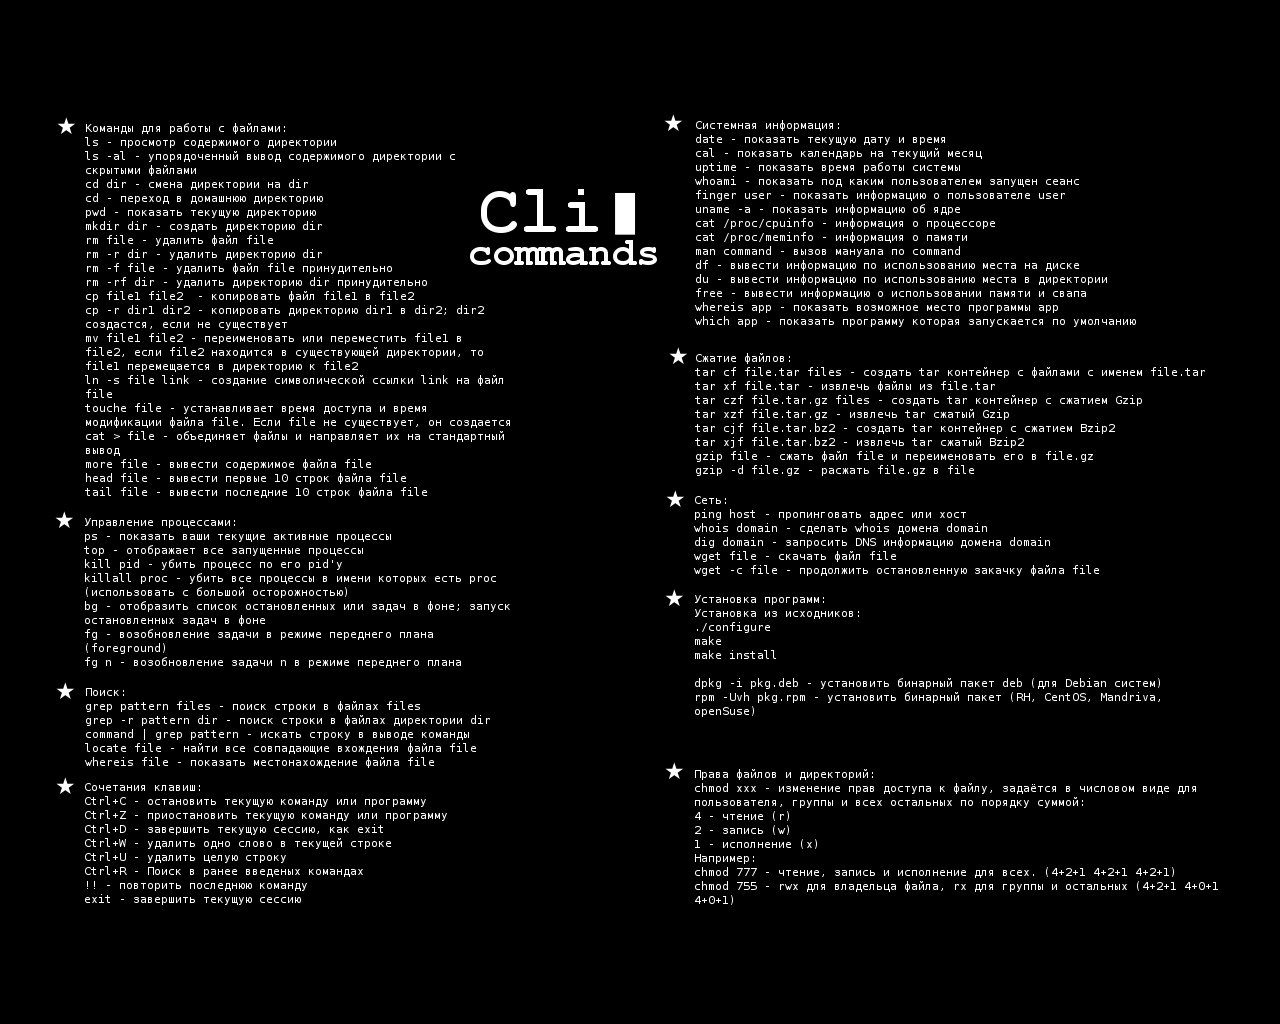 Cli
commands
Команды для работы с файлами:
ls - просмотр содержимого директории
ls -al - упорядоченный вывод содержимого директории с
скрытыми файлами
cd dir - смена директории на dir
cd - переход в домашнюю директорию
pwd - показать текущую директорию
mkdir dir - создать директорию dir
rm file - удалить файл file
rm -r dir - удалить директорию dir
rm -f file - удалить файл file принудительно
rm -rf dir - удалить директорию dir принудительно
cp file1 file2  - копировать файл file1 в file2
cp -r dir1 dir2 - копировать директорию dir1 в dir2; dir2
создастся, если не существует
mv file1 file2 - переименовать или переместить file1 в
file2, если file2 находится в существующей директории, то
file1 перемещается в директорию к file2
ln -s file link - создание символической ссылки link на файл
file
touche file - устанавливает время доступа и время
модификации файла file. Если file не существует, он создается
cat > file - объединяет файлы и направляет их на стандартный
вывод
more file - вывести содержимое файла file
head file - вывести первые 10 строк файла file
tail file - вывести последние 10 строк файла file
Управление процессами:
ps - показать ваши текущие активные процессы
top - отображает все запущенные процессы
kill pid - убить процесс по его pid'у
killall proc - убить все процессы в имени которых есть proc
(использовать с большой осторожностью)
bg - отобразить список остановленных или задач в фоне; запуск
остановленных задач в фоне
fg - возобновление задачи в режиме переднего плана
(foreground)
fg n - возобновление задачи n в режиме переднего плана
Поиск:
grep pattern files - поиск строки в файлах files
grep -r pattern dir - поиск строки в файлах директории dir
command | grep pattern - искать строку в выводе команды
locate file - найти все совпадающие вхождения файла file
whereis file - показать местонахождение файла file
Сочетания клавиш:
Ctrl+C - остановить текущую команду или программу
Ctrl+Z - приостановить текущую команду или программу
Ctrl+D - завершить текущую сессию, как exit
Ctrl+W - удалить одно слово в текущей строке
Ctrl+U - удалить целую строку
Ctrl+R - Поиск в ранее введеных командах
!! - повторить последнюю команду
exit - завершить текущую сессию
Системная информация:
date - показать текущую дату и время
cal - показать календарь на текущий месяц
uptime - показать время работы системы
whoami - показать под каким пользователем запущен сеанс
finger user - показать информацию о пользователе user
uname -a - показать информацию об ядре
cat /proc/cpuinfo - информация о процессоре
cat /proc/meminfo - информация о памяти
man command - вызов мануала по command
df - вывести информацию по использованию места на диске
du - вывести информацию по использованию места в директории
free - вывести информацию о использовании памяти и свапа
whereis app - показать возможное место программы app
which app - показать программу которая запускается по умолчанию
Сжатие файлов:
tar cf file.tar files - создать tar контейнер с файлами с именем file.tar
tar xf file.tar - извлечь файлы из file.tar
tar czf file.tar.gz files - создать tar контейнер с сжатием Gzip
tar xzf file.tar.gz - извлечь tar сжатый Gzip
tar cjf file.tar.bz2 - создать tar контейнер с сжатием Bzip2
tar xjf file.tar.bz2 - извлечь tar сжатый Bzip2
gzip file - сжать файл file и переименовать его в file.gz
gzip -d file.gz - расжать file.gz в file
Сеть:
ping host - пропинговать адрес или хост
whois domain - сделать whois домена domain
dig domain - запросить DNS информацию домена domain
wget file - скачать файл file
wget -c file - продолжить остановленную закачку файла file
Установка программ:
Установка из исходников:
./configure
make
make install
dpkg -i pkg.deb - установить бинарный пакет deb (для Debian систем)
rpm -Uvh pkg.rpm - установить бинарный пакет (RH, CentOS, Mandriva,
openSuse)
Права файлов и директорий:
chmod xxx - изменение прав доступа к файлу, задаётся в числовом виде для
пользователя, группы и всех остальных по порядку суммой:
4 - чтение (r)
2 - запись (w)
1 - исполнение (x)
Например:
chmod 777 - чтение, запись и исполнение для всех. (4+2+1 4+2+1 4+2+1)
chmod 755 - rwx для владельца файла, rx для группы и остальных (4+2+1 4+0+1
4+0+1)